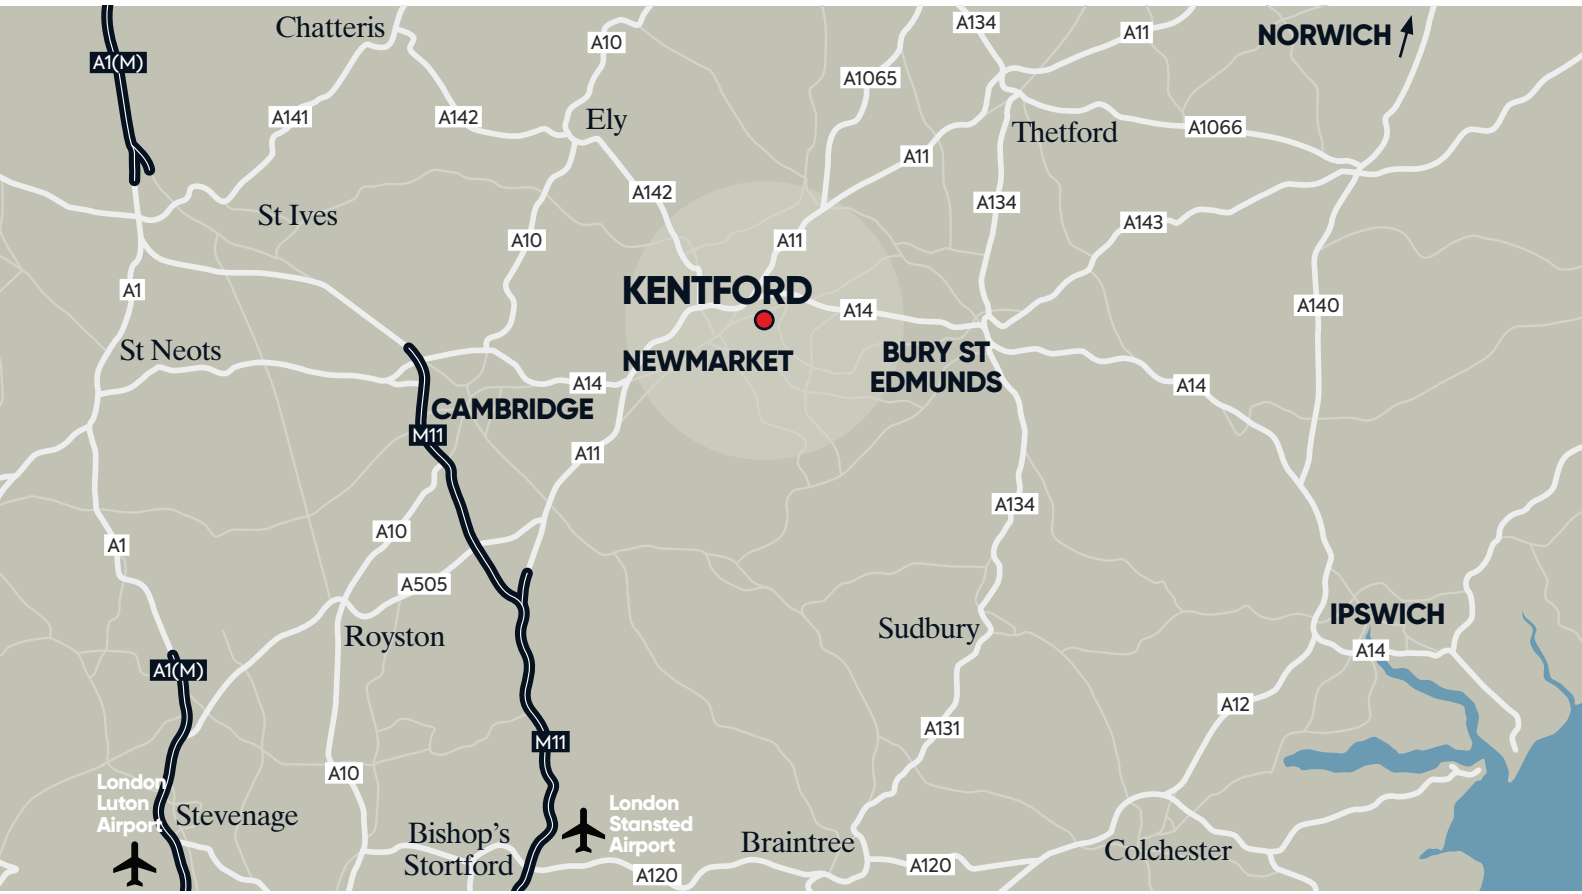 Chatteris
A134
A11
NORWICH
A10
A1(M)
A1065
A141
A142
Ely
Thetford
A1066
A11
A142
A134
St Ives
A143
A10
A11
A1
KENTFORD
A14
A140
St Neots
NEWMARKET
BURY ST
EDMUNDS
A14
A14
CAMBRIDGE
M11
A11
A134
A10
A1
A505
IPSWICH
Sudbury
Royston
A14
A1(M)
A12
A131
M11
A10
London
Luton
Airport
Stevenage
London
Stansted
Airport
Bishop’s
Stortford
Braintree
Colchester
A120
A120